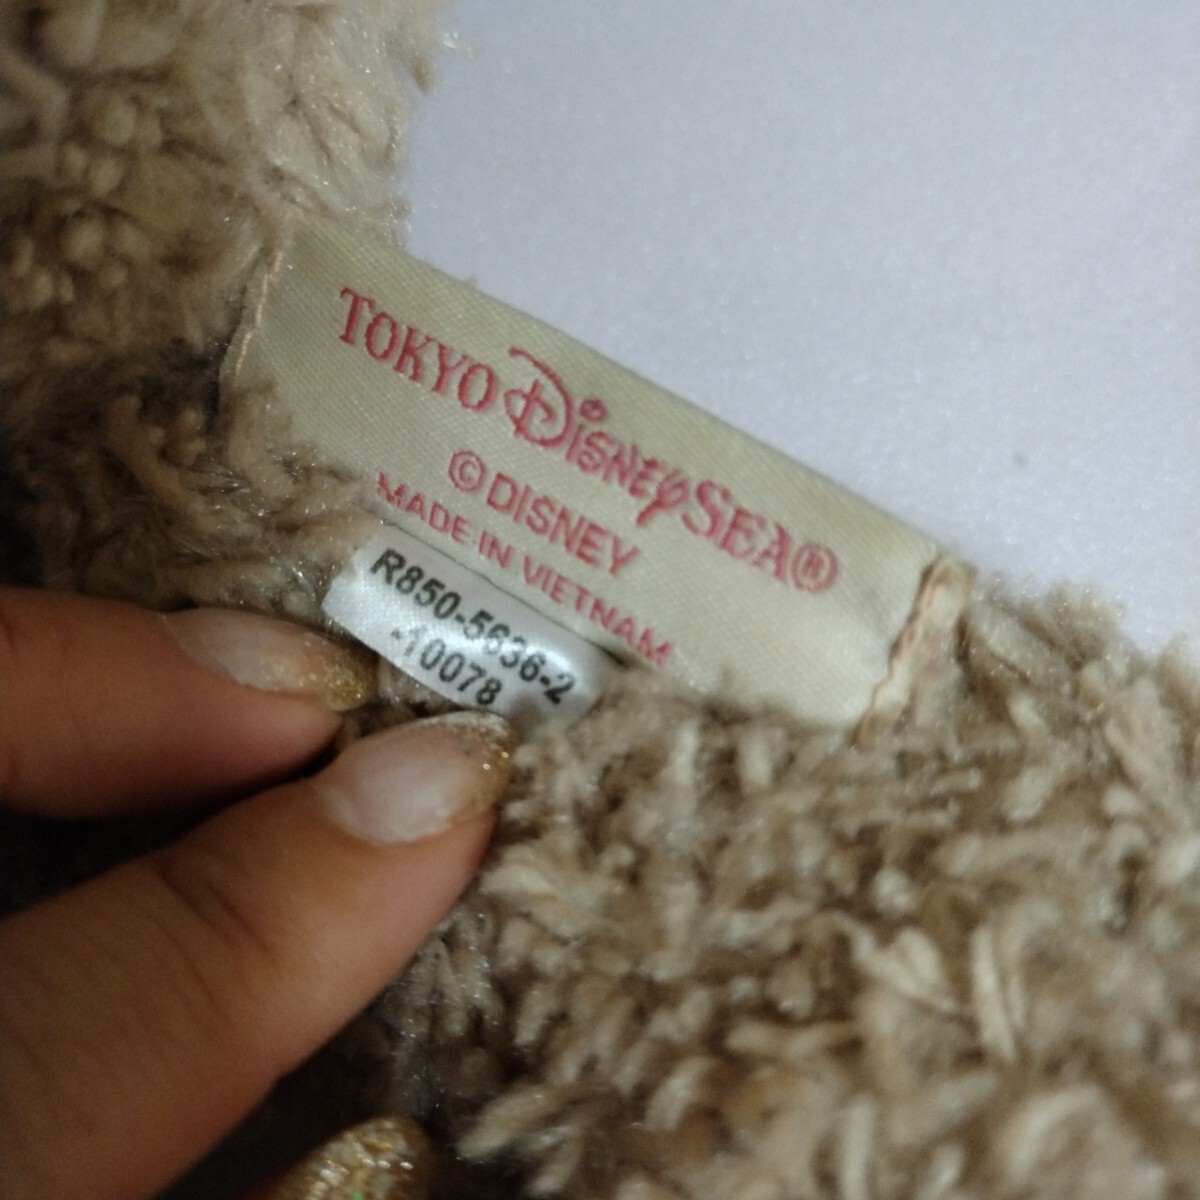 TOKYO DISNEYSEA®
©DISNEY
MADE IN VIETNAM
R850-5636-2
-10078